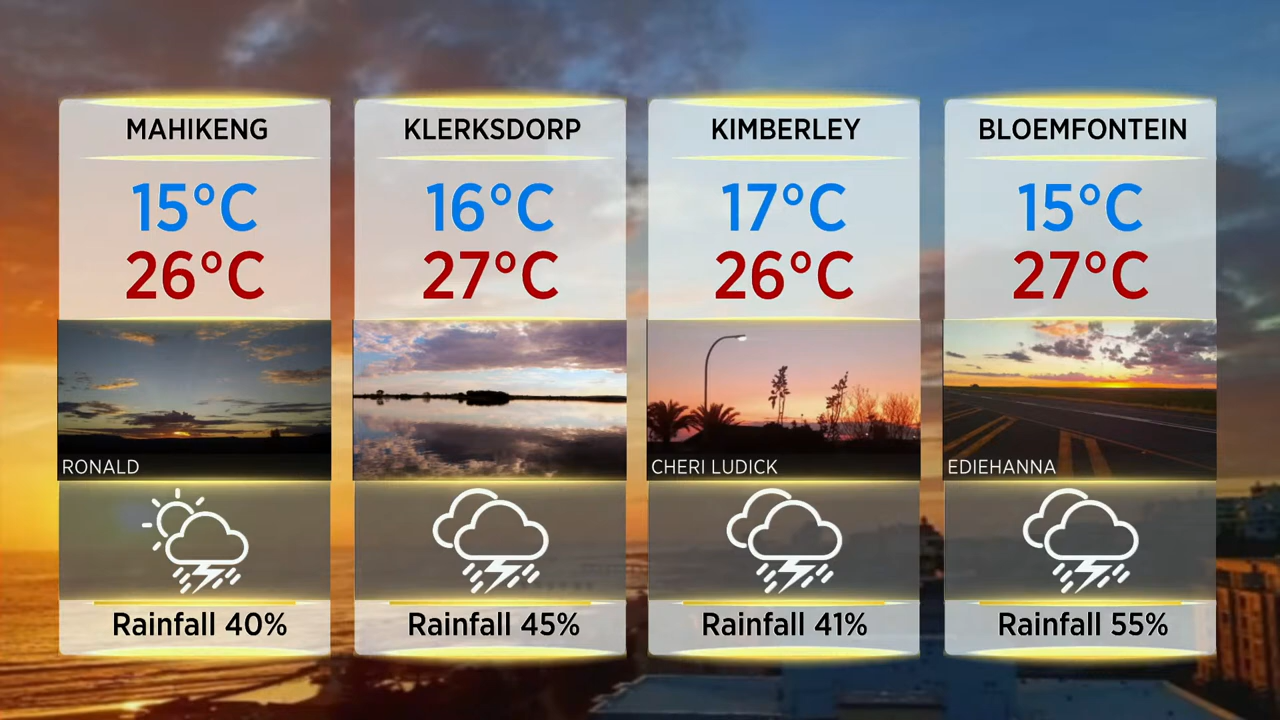 MAHIKENG
15°C
26°C
RONALD
Rainfall 40%
KLERKSDORP
16°C
27°C
Rainfall 45%
KIMBERLEY
17°C
26°C
CHERI LUDICK
Rainfall 41%
BLOEMFONTEIN
15°C
27°C
EDIEHANNA
Rainfall 55%